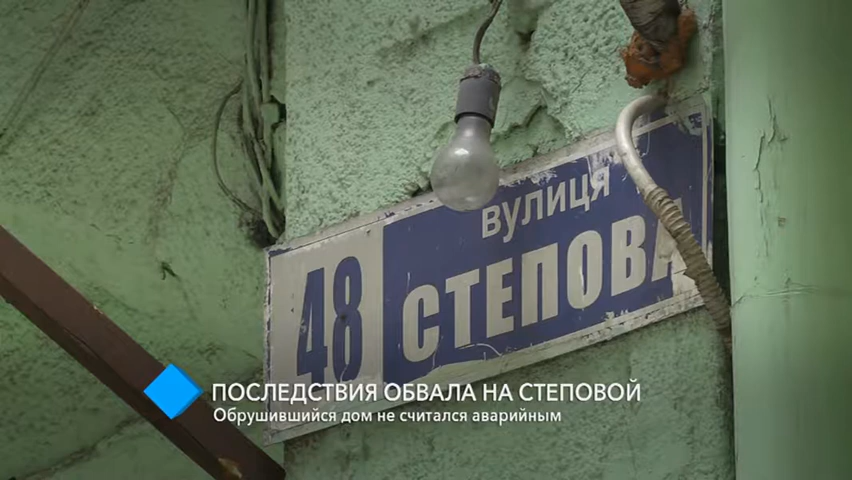 48
вулиця
СТЕПОВА
ПОСЛЕДСТВИЯ ОБВАЛА НА СТЕПОВОЙ
Обрушившийся дом не считался аварийным